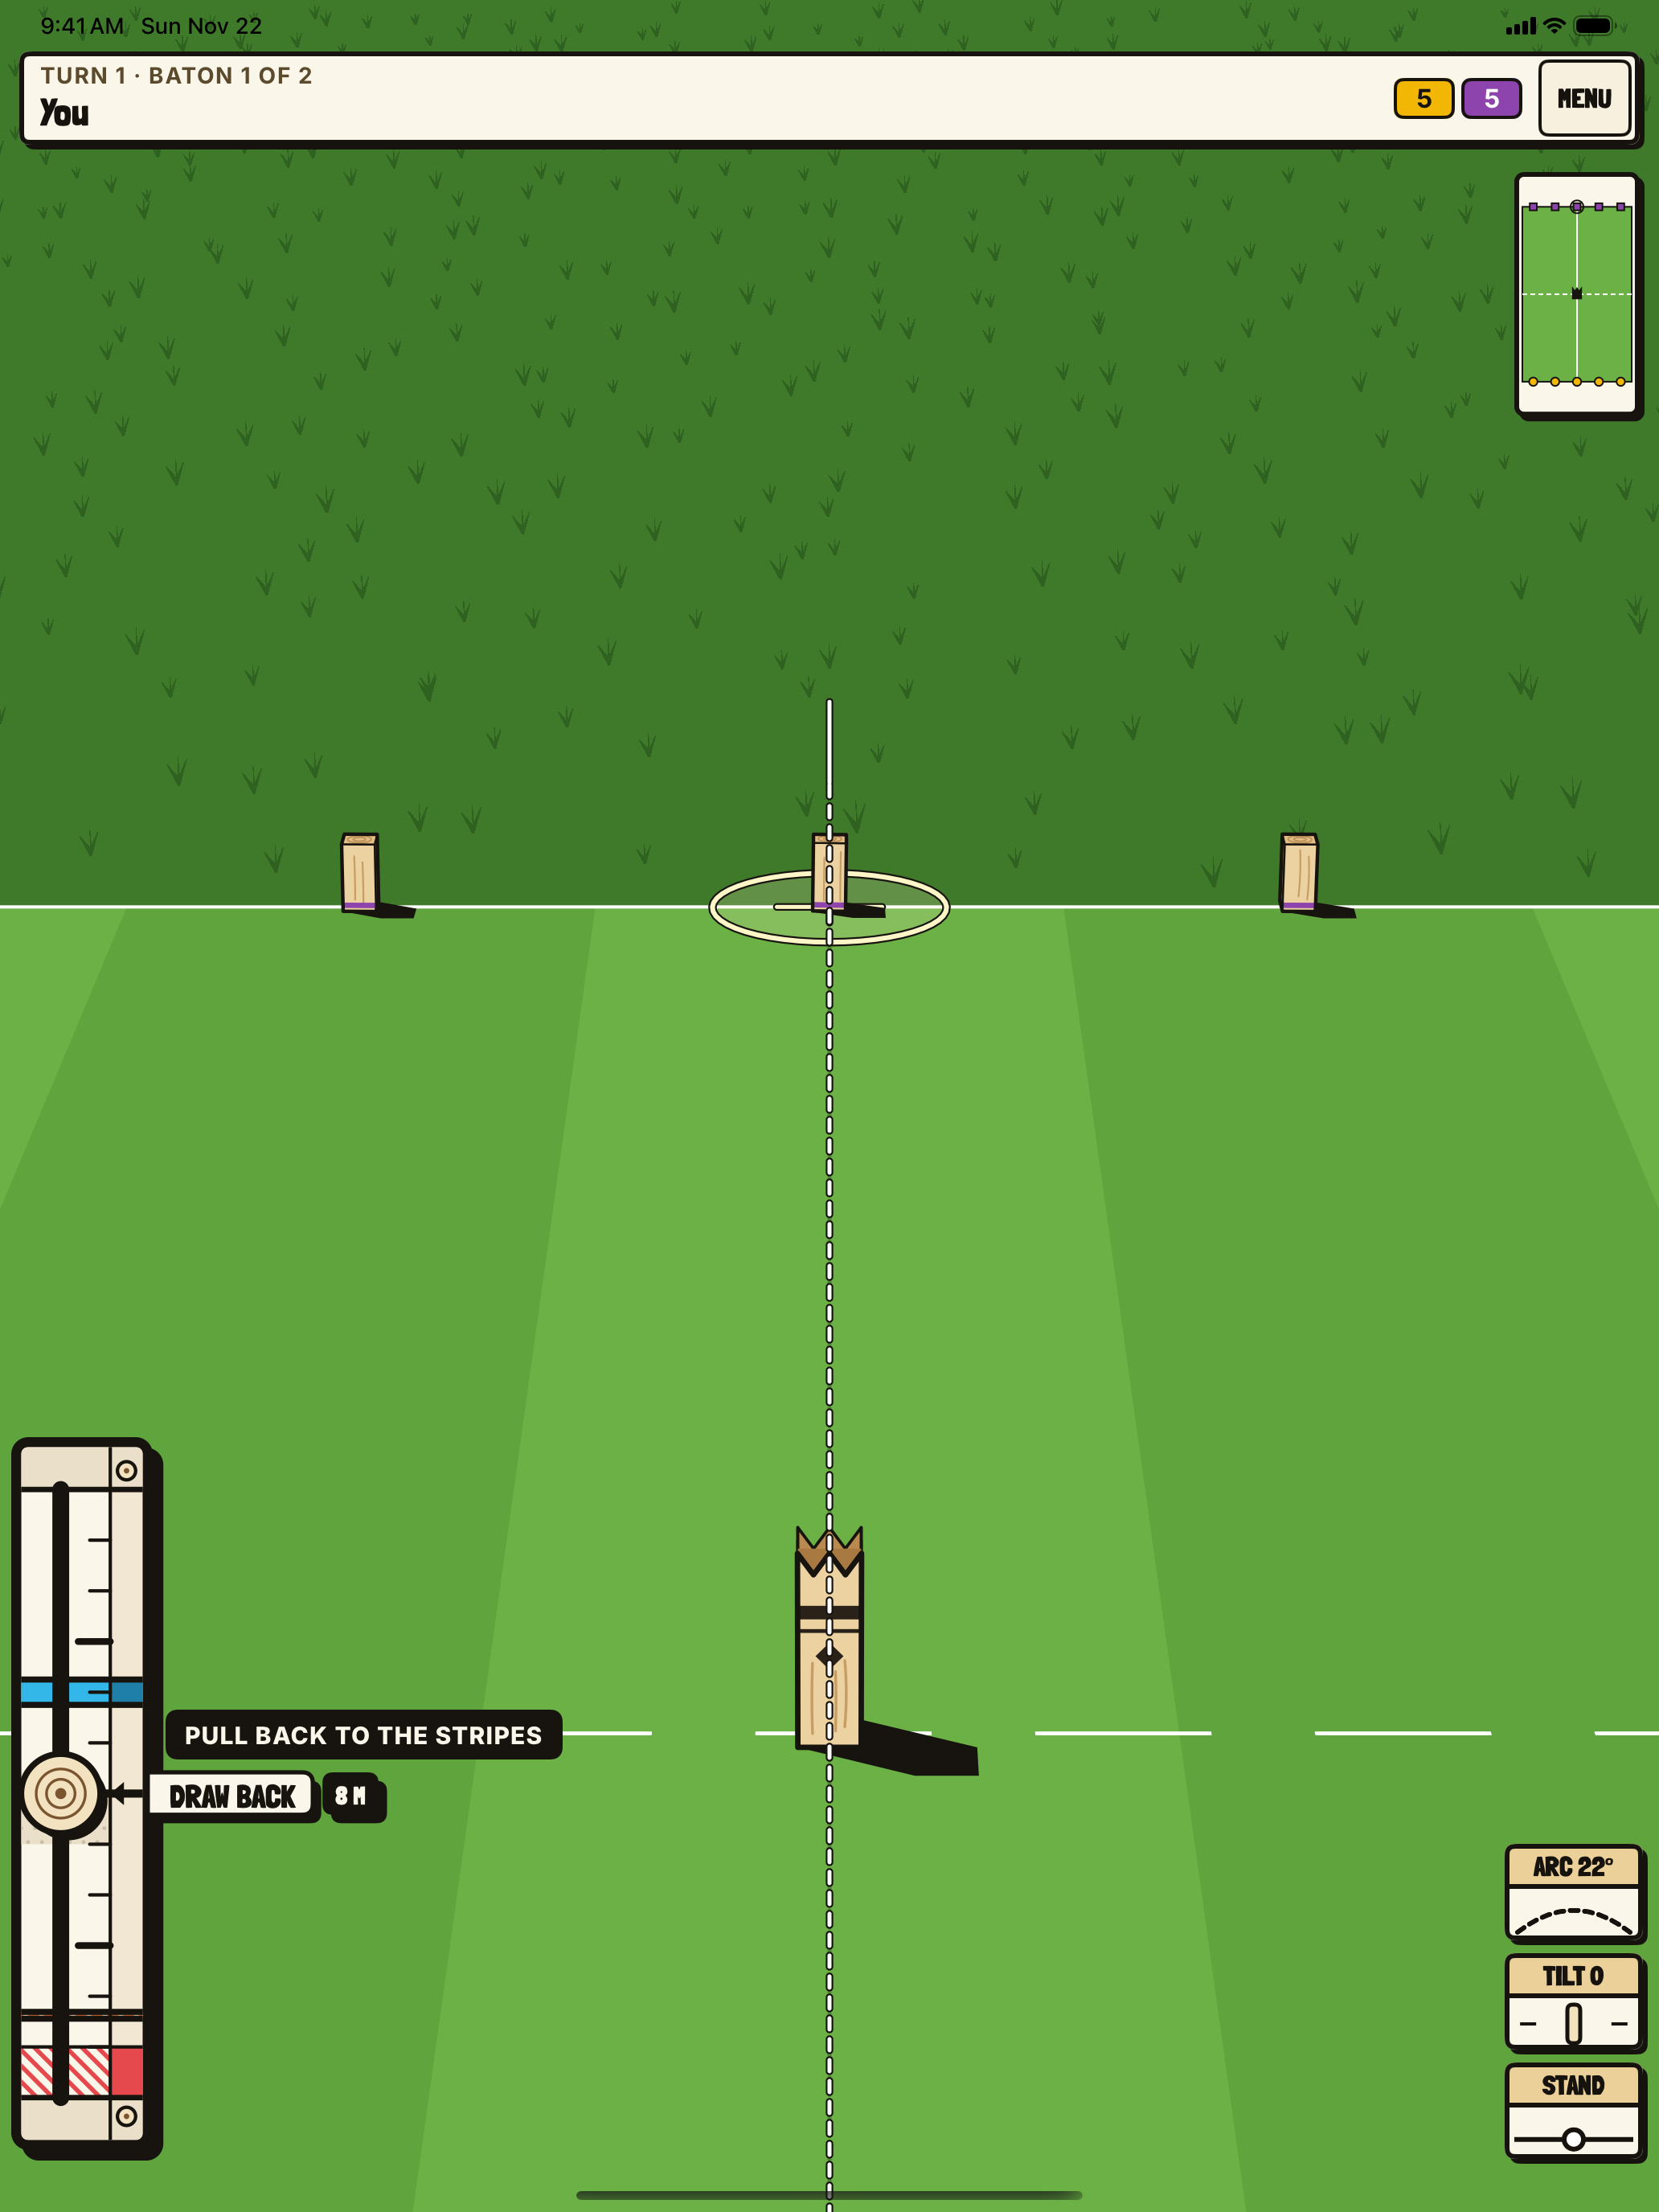 9:41 AM Sun Nov 22
TURN 1 · BATON 1 OF 2
You
5
5
MENU
PULL BACK TO THE STRIPES
DRAW BACK
8 M
ARC 22°
TILT 0
STAND